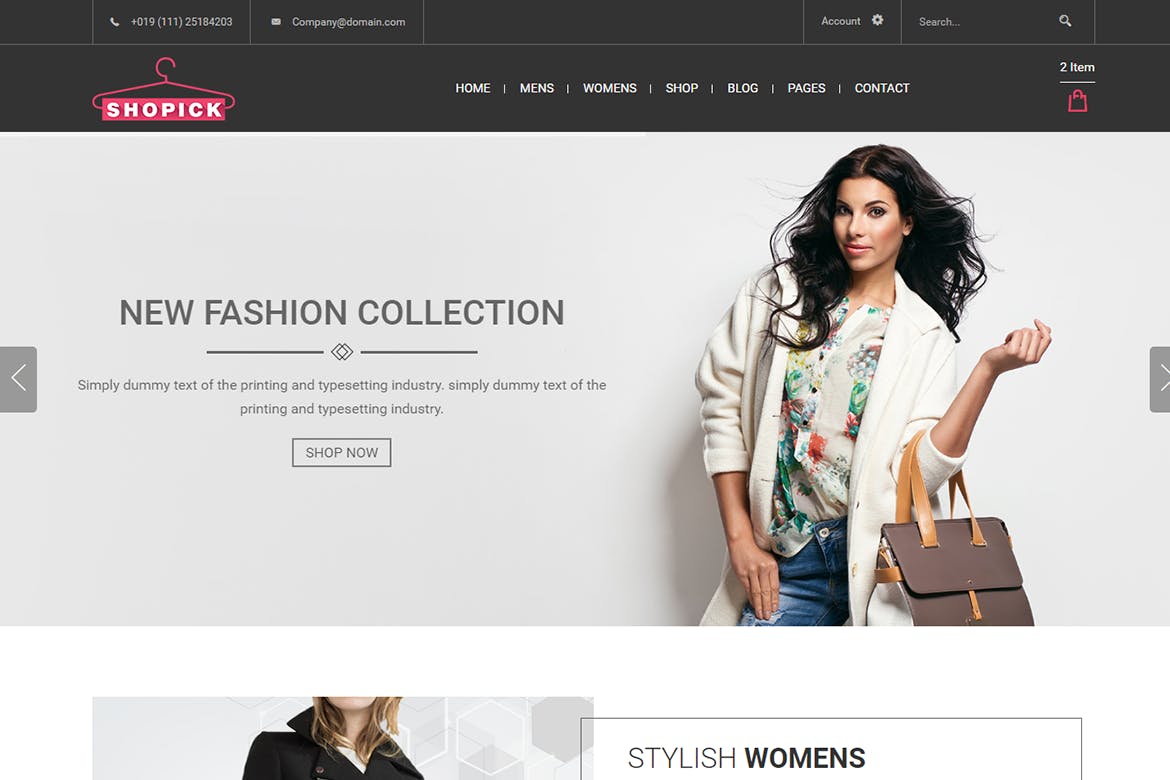 +019 (111) 25184203
Company@domain.com
Account
Search...
SHOPICK
HOME
MENS
WOMENS
SHOP
BLOG
PAGES
CONTACT
2 Item
NEW FASHION COLLECTION
Simply dummy text of the printing and typesetting industry. simply dummy text of the
printing and typesetting industry.
SHOP NOW
STYLISH WOMENS